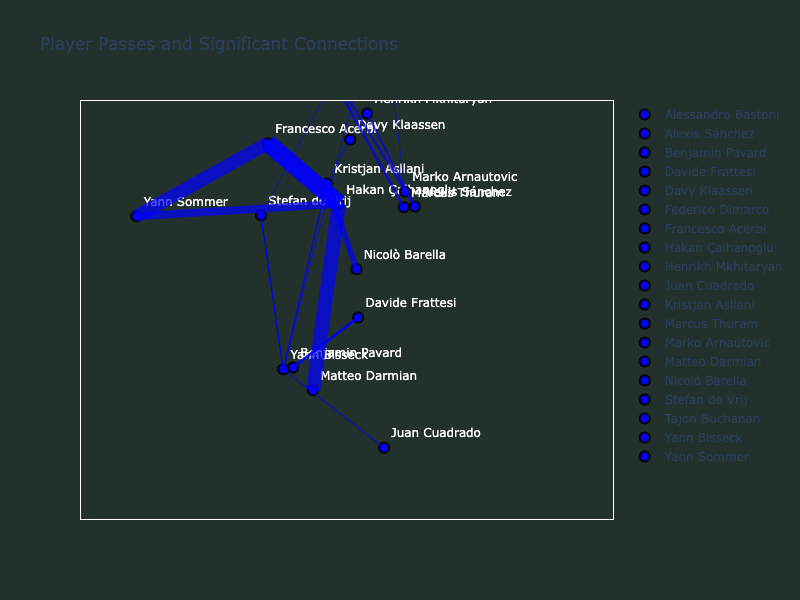 Player Passes and Significant Connections
Henrikh Mkhitaryan
Francesco Acerbi
Davy Klaassen
Kristjan Asllani
Marko Arnautovic
Hakan Çalhanoglu
Alexis Sánchez
Marcus Thuram
Yann Sommer
Stefan de Vrij
Nicolò Barella
Davide Frattesi
Benjamin Pavard
Yann Bisseck
Matteo Darmian
Juan Cuadrado
Alessandro Bastoni
Alexis Sánchez
Benjamin Pavard
Davide Frattesi
Davy Klaassen
Federico Dimarco
Francesco Acerbi
Hakan Çalhanoglu
Henrikh Mkhitaryan
Juan Cuadrado
Kristjan Asllani
Marcus Thuram
Marko Arnautovic
Matteo Darmian
Nicolò Barella
Stefan de Vrij
Tajon Buchanan
Yann Bisseck
Yann Sommer